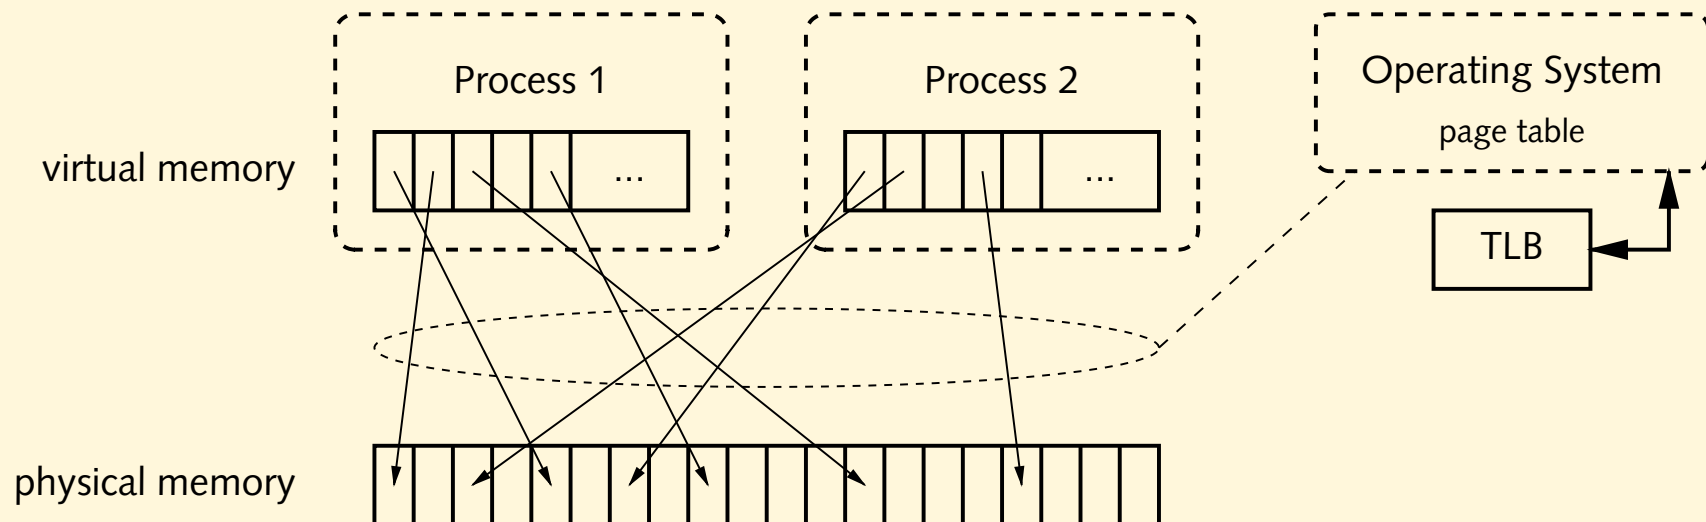 Process 1
Process 2
Operating System
page table
virtual memory
...
...
TLB
physical memory